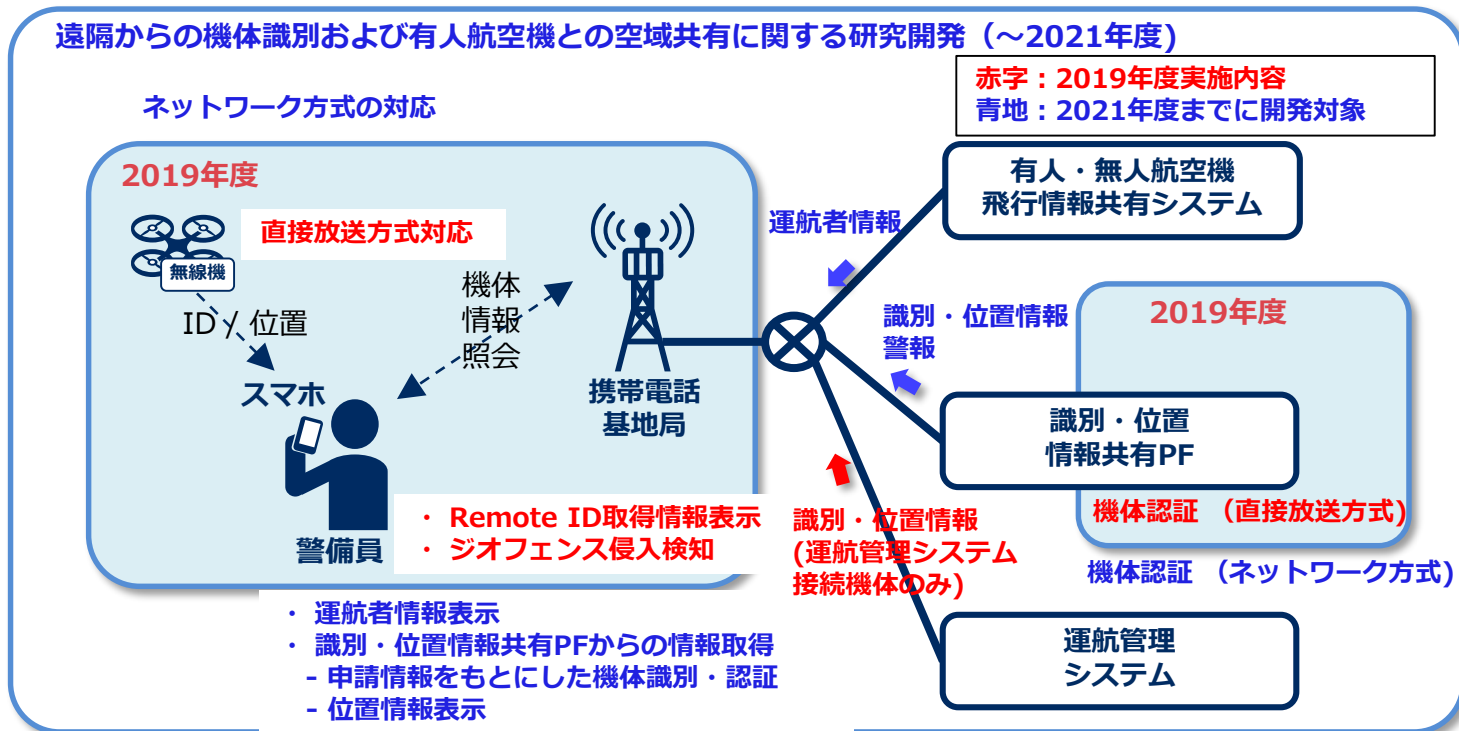 遠隔からの機体識別および有人航空機との空域共有に関する研究開発（～2021年度)
赤字：2019年度実施内容
青地：2021年度までに開発対象
ネットワーク方式の対応
2019年度
直接放送方式対応
無線機
ID / 位置
機体
情報
照会
スマホ
警備員
携帯電話
基地局
・ Remote ID取得情報表示
・ ジオフェンス侵入検知
・ 運航者情報表示
・ 識別・位置情報共有PFからの情報取得
- 申請情報をもとにした機体識別・認証
- 位置情報表示
運航者情報
有人・無人航空機
飛行情報共有システム
識別・位置情報
警報
2019年度
識別・位置
情報共有PF
機体認証 （直接放送方式)
機体認証 （ネットワーク方式)
識別・位置情報
(運航管理システム
接続機体のみ)
運航管理
システム